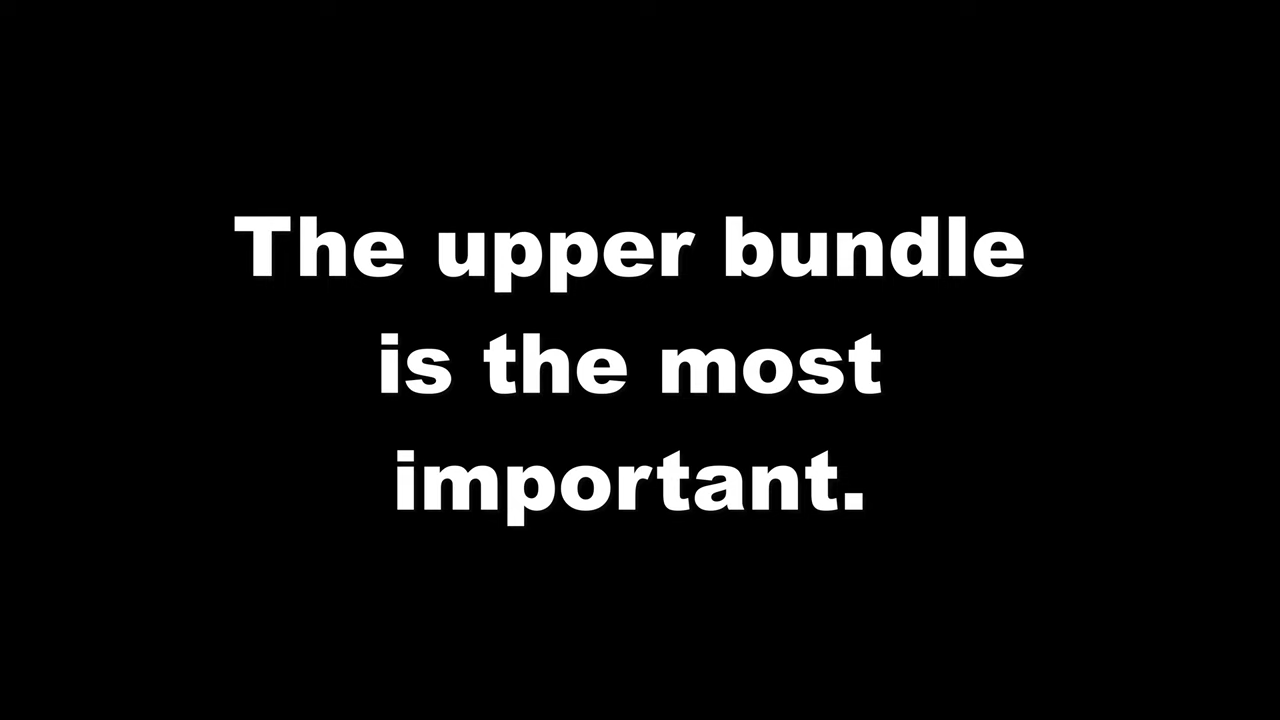 The upper bundle
is the most
important.